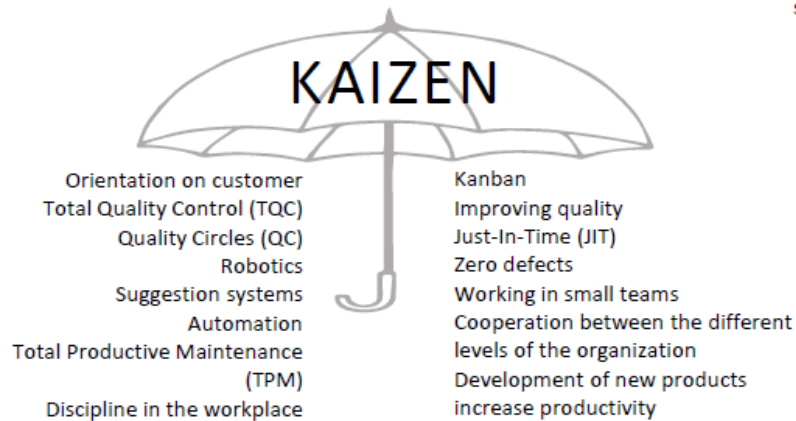 KAIZEN
Orientation on customer
Total Quality Control (TQC)
Quality Circles (QC)
Robotics
Suggestion systems
Automation
Total Productive Maintenance
(TPM)
Discipline in the workplace
Kanban
Improving quality
Just-In-Time (JIT)
Zero defects
Working in small teams
Cooperation between the different
levels of the organization
Development of new products
increase productivity